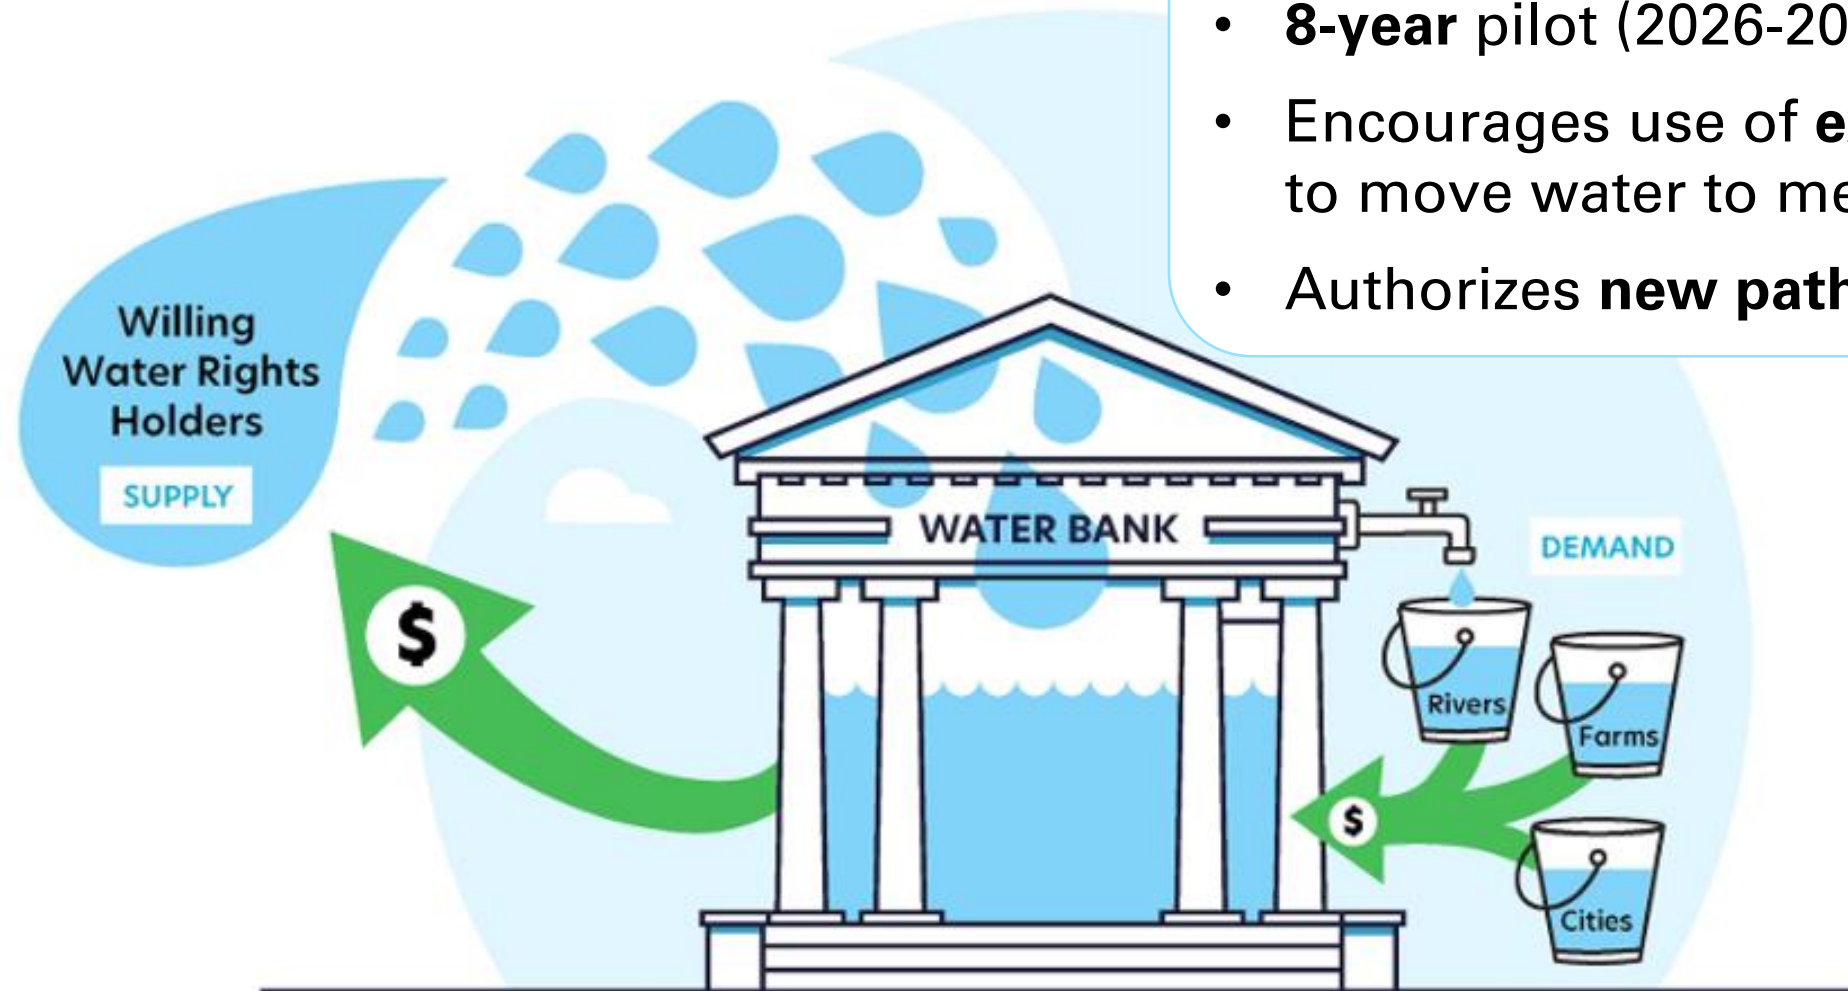 • 8-year pilot (2026-20
• Encourages use of
to move water to me
• Authorizes new path
Willing
Water Rights
Holders
SUPPLY
$
WATER BANK
DEMAND
Rivers
Farms
$
Cities